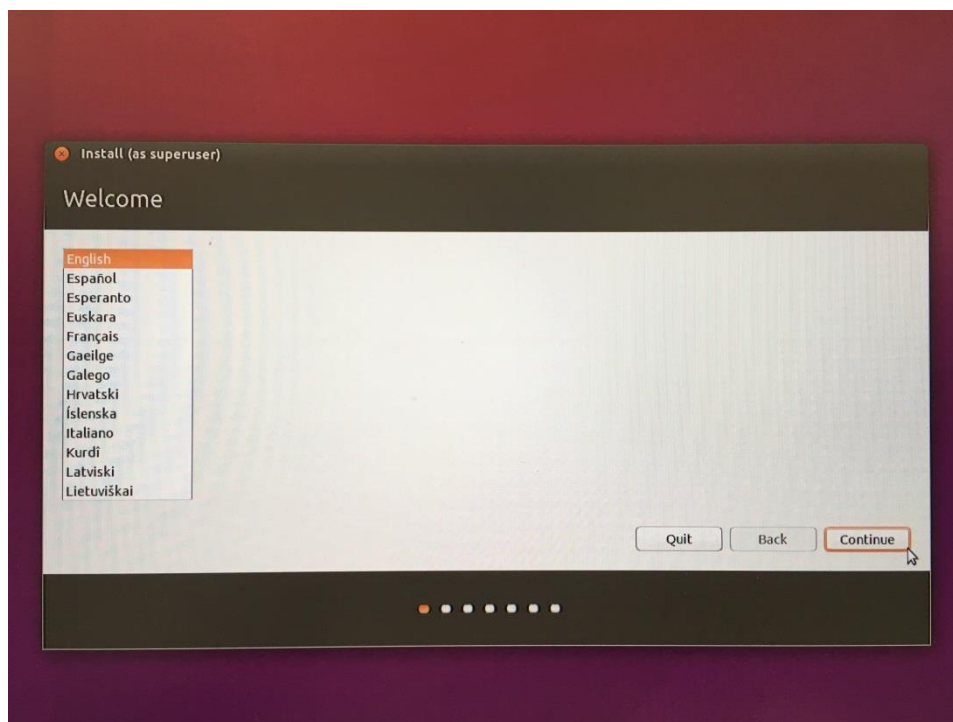 Install (as superuser)
Welcome
English
Español
Esperanto
Euskara
Français
Gaeilge
Galego
Hrvatski
Íslenska
Italiano
Kurdî
Latviski
Lietuviškai
Quit Back Continue